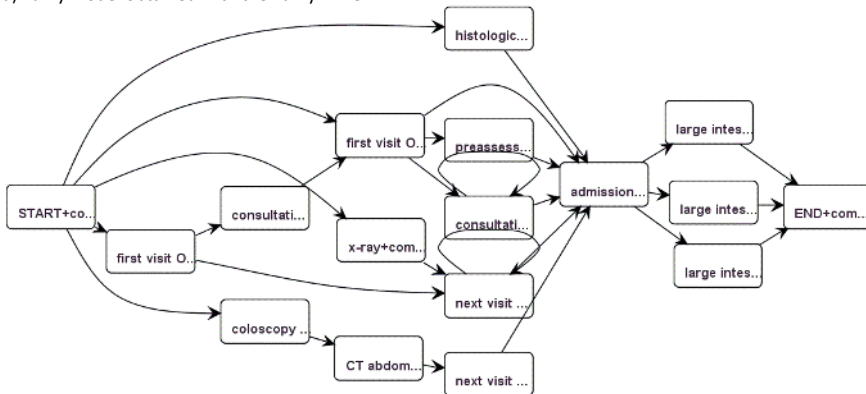 histologic...
first visit O...
preassess...
large intes...
admission...
START+co...
consultati...
consultati...
large intes...
END+com...
first visit O...
x-ray+com...
large intes...
next visit ...
coloscopy ...
CT abdom...
next visit ...